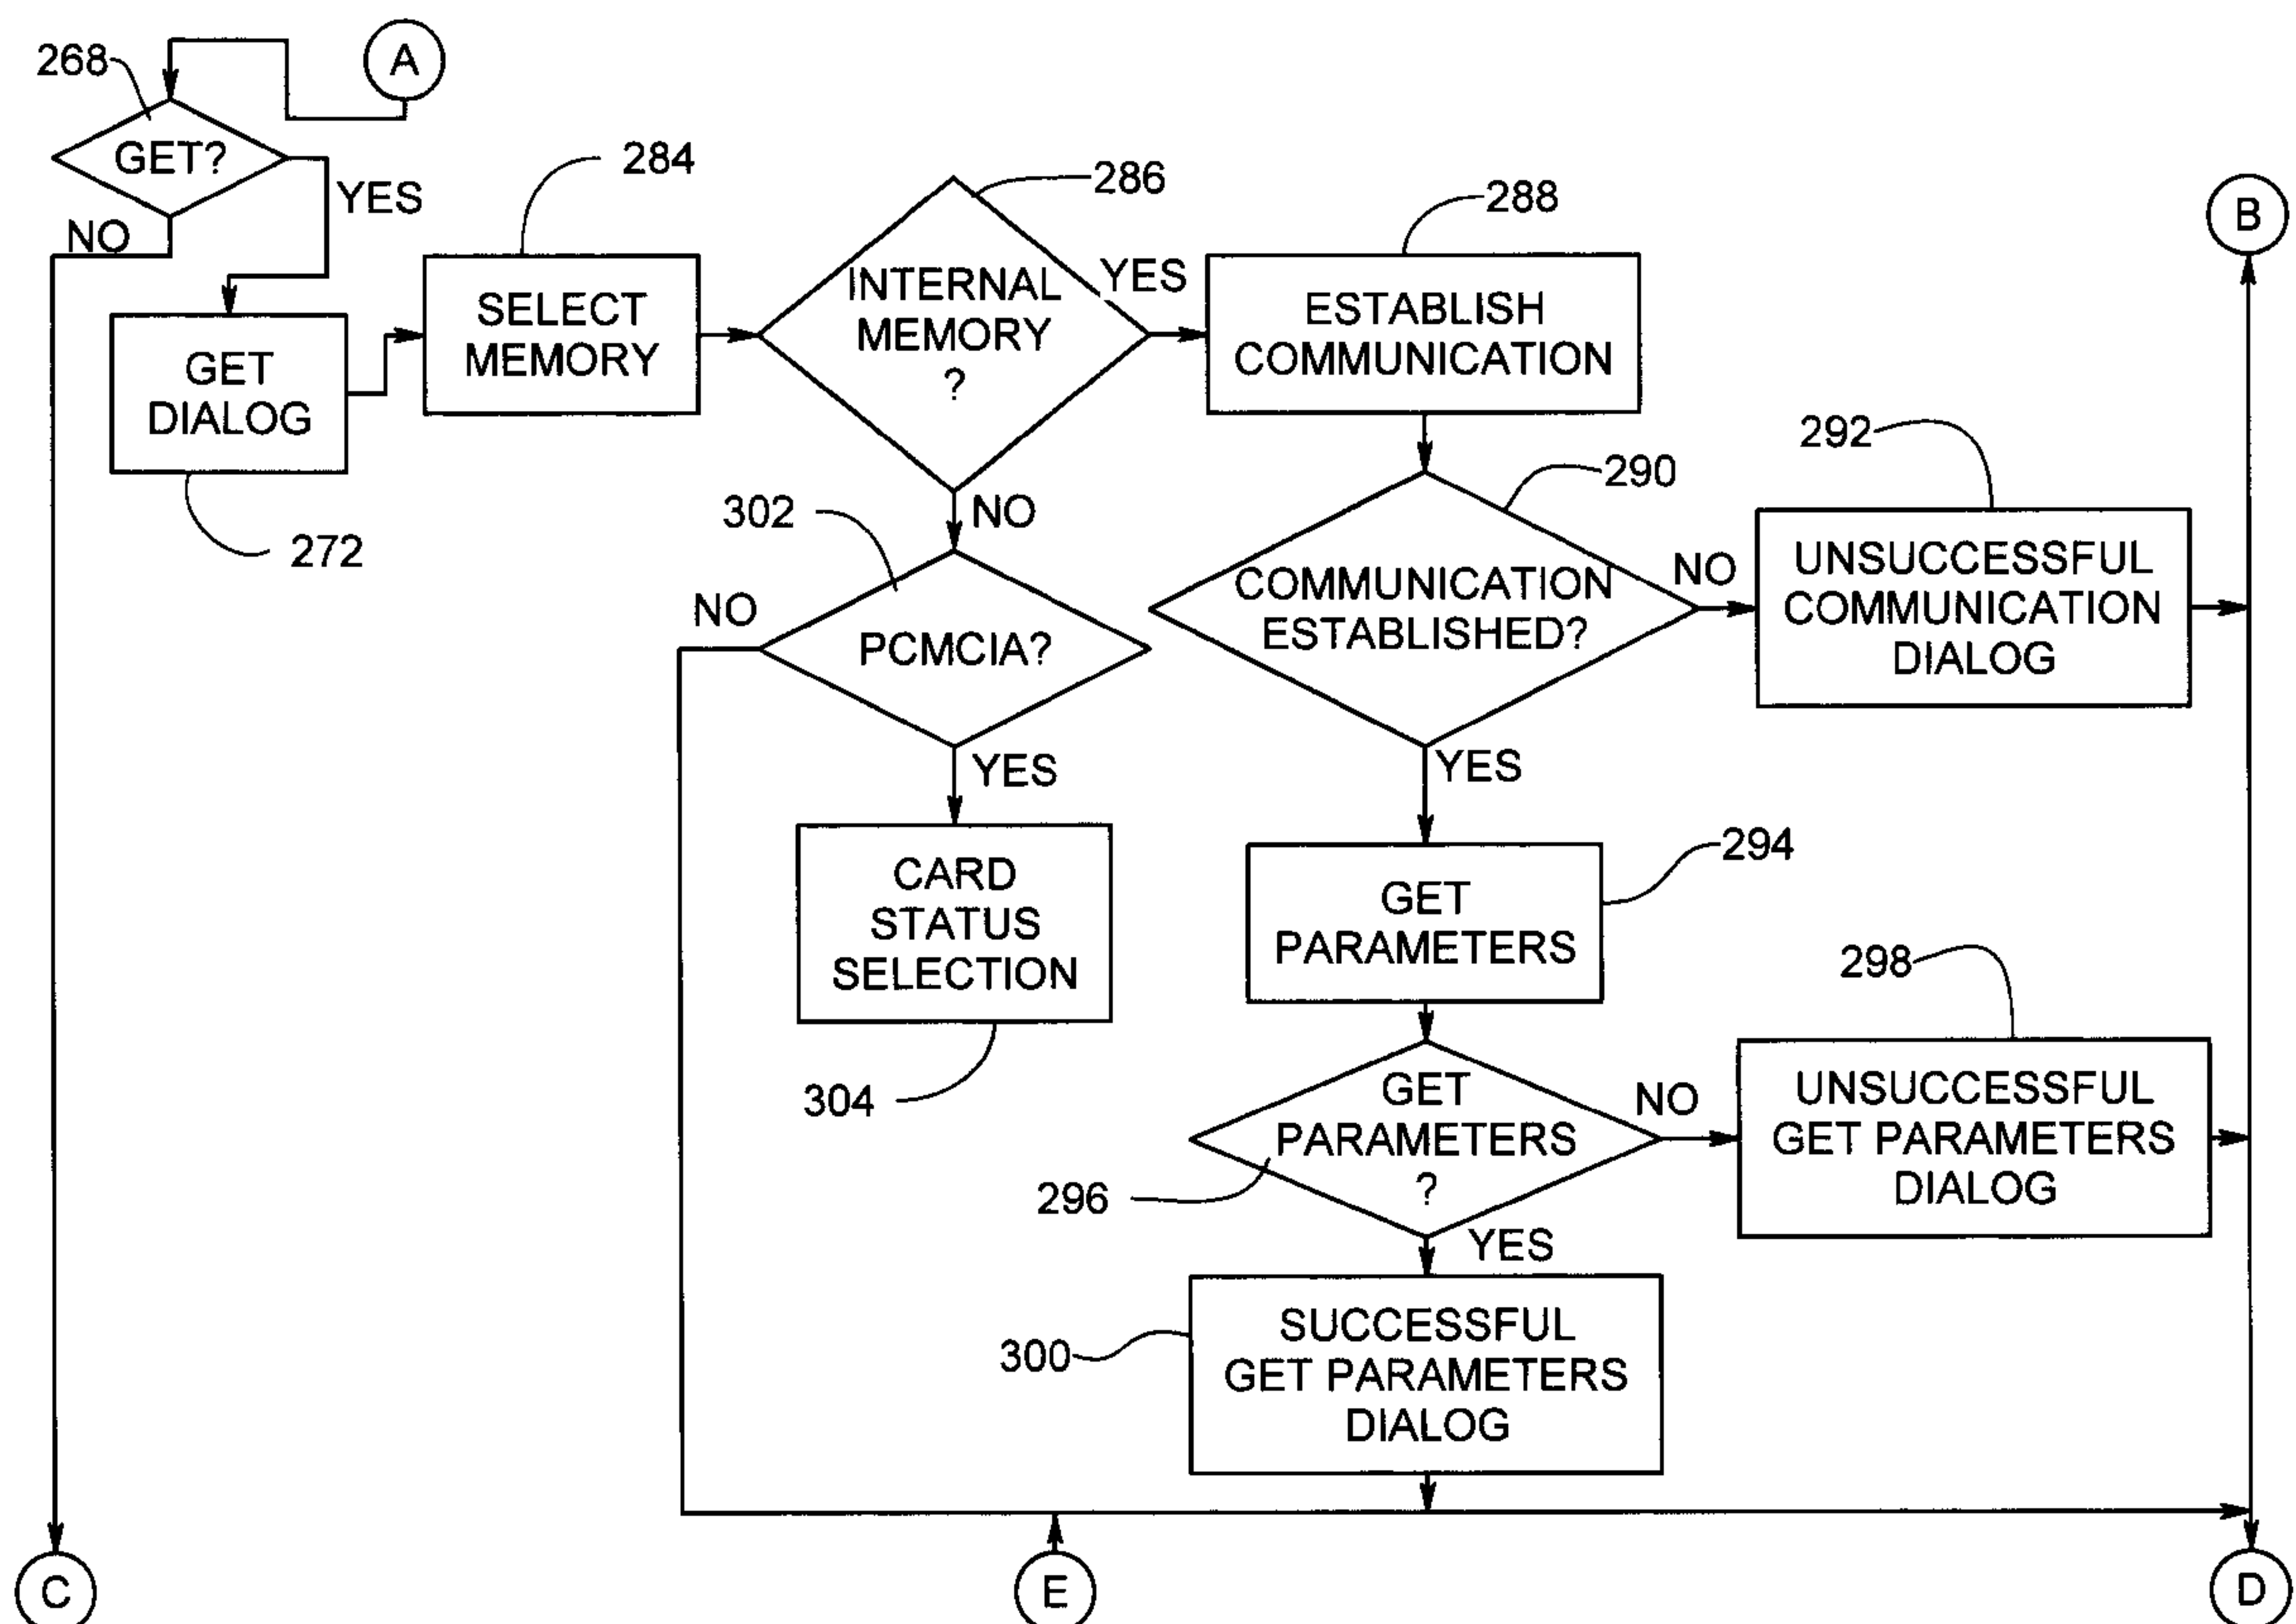 A
268
GET?
YES
NO
GET
DIALOG
272
284
SELECT
MEMORY
286
INTERNAL
MEMORY
?
YES
NO
288
ESTABLISH
COMMUNICATION
B
290
COMMUNICATION
ESTABLISHED?
NO
YES
292
UNSUCCESSFUL
COMMUNICATION
DIALOG
302
PCMCIA?
NO
YES
CARD
STATUS
SELECTION
304
294
GET
PARAMETERS
296
GET
PARAMETERS
?
NO
YES
298
UNSUCCESSFUL
GET PARAMETERS
DIALOG
300
SUCCESSFUL
GET PARAMETERS
DIALOG
C
E
D